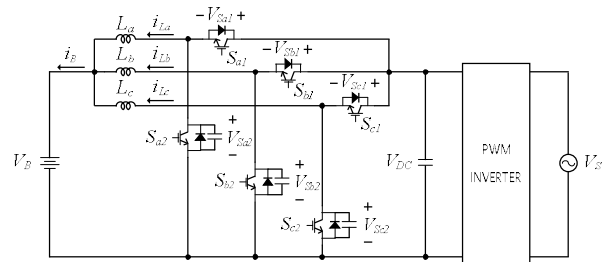 L_a
i_La
− V_Sa1 +
S_a1
i_B
L_b
i_Lb
− V_Sb1 +
S_b1
L_c
i_Lc
− V_Sc1 +
S_c1
S_a2
+
V_Sa2
−
S_b2
+
V_Sb2
−
S_c2
+
V_Sc2
−
V_B
V_DC
PWM
INVERTER